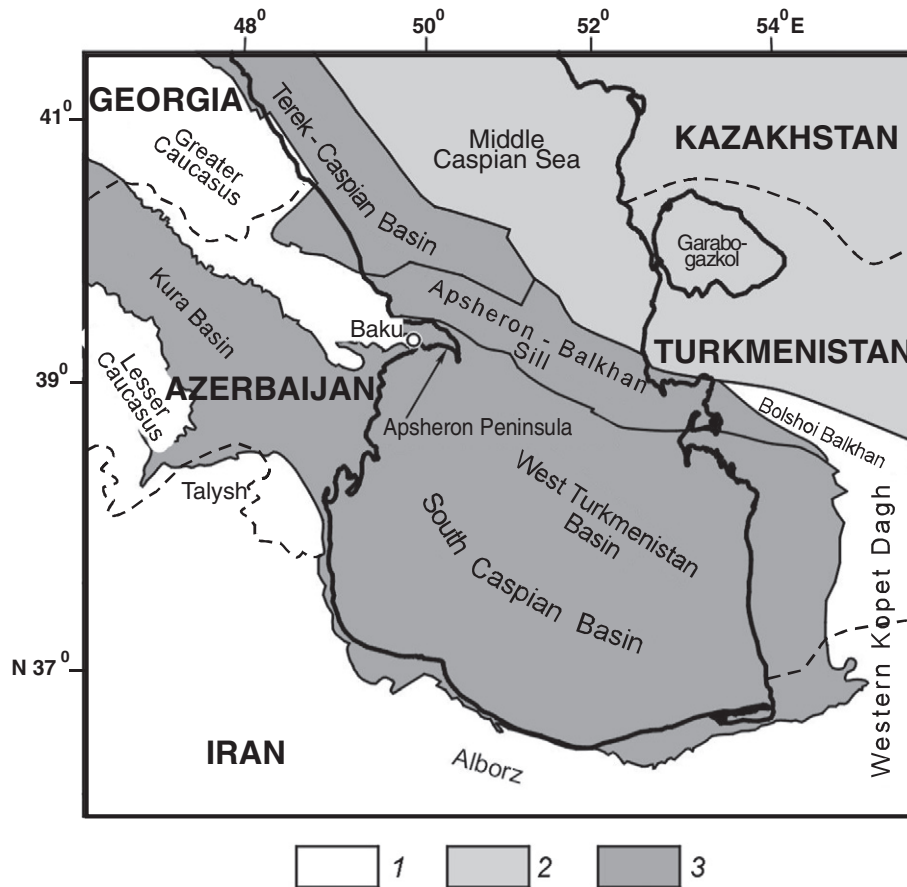 48⁰
50⁰
52⁰
54⁰ E
41⁰
39⁰
N 37⁰
GEORGIA
Greater
Caucasus
Terek - Caspian Basin
Middle
Caspian Sea
KAZAKHSTAN
Garabo-
gazkol
Kura Basin
Apsheron - Balkhan
Sill
Baku
TURKMENISTAN
Lesser
Caucasus
AZERBAIJAN
Apsheron Peninsula
Bolshoi Balkhan
Talysh
West Turkmenistan
Basin
South Caspian Basin
Western Kopet Dagh
IRAN
Alborz
1
2
3